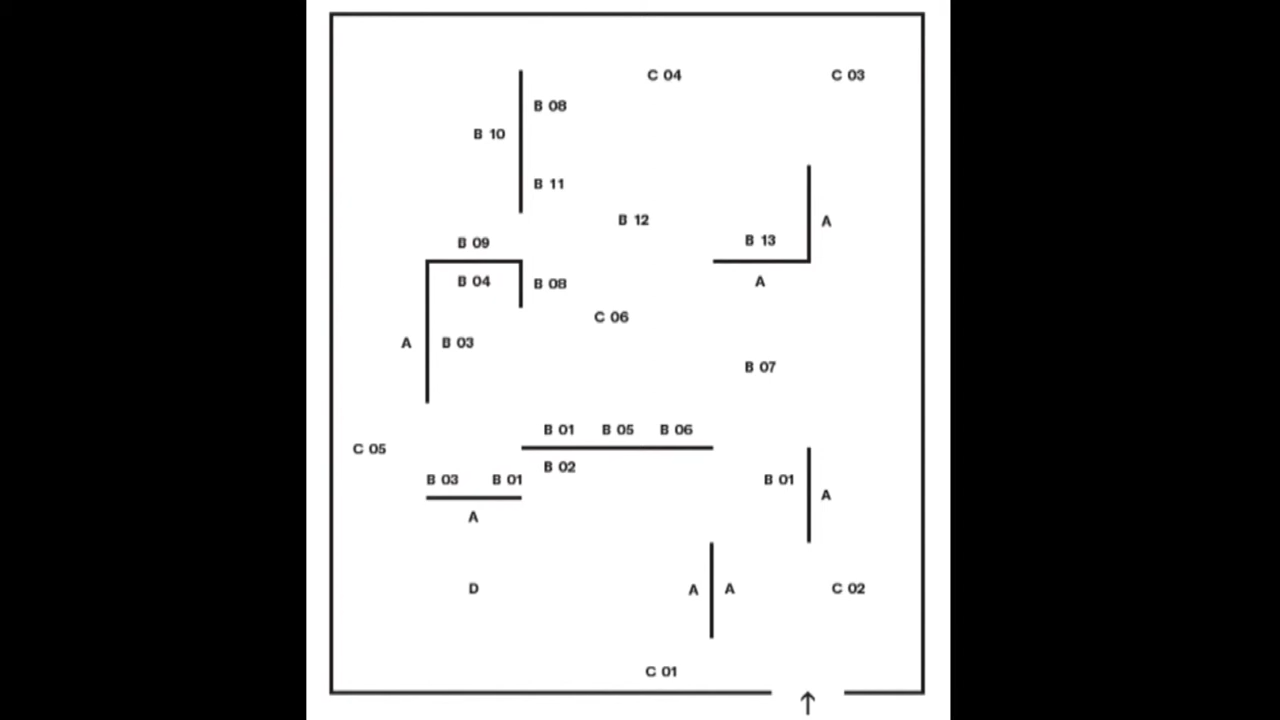 C 04
C 03
B 08
B 10
B 11
B 12
A
B 13
B 09
B 04
B 08
A
C 06
A
B 03
B 07
B 01 B 05 B 06
C 05
B 02
B 03 B 01
B 01
A
A
D
A
A
C 02
C 01